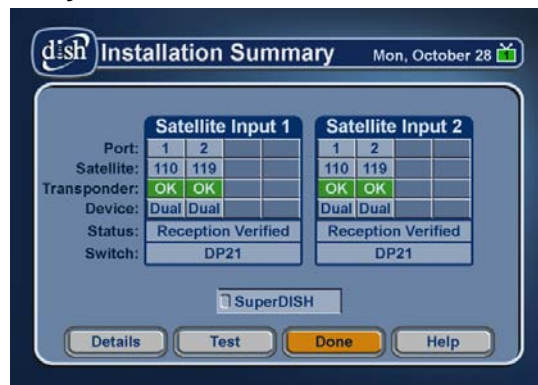 dish Installation Summary Mon, October 28 1
Satellite Input 1 Satellite Input 2
Port: 1 2 1 2
Satellite: 110 119 110 119
Transponder: OK OK OK OK
Device: Dual Dual Dual Dual
Status: Reception Verified Reception Verified
Switch: DP21 DP21
SuperDISH
Details Test Done Help